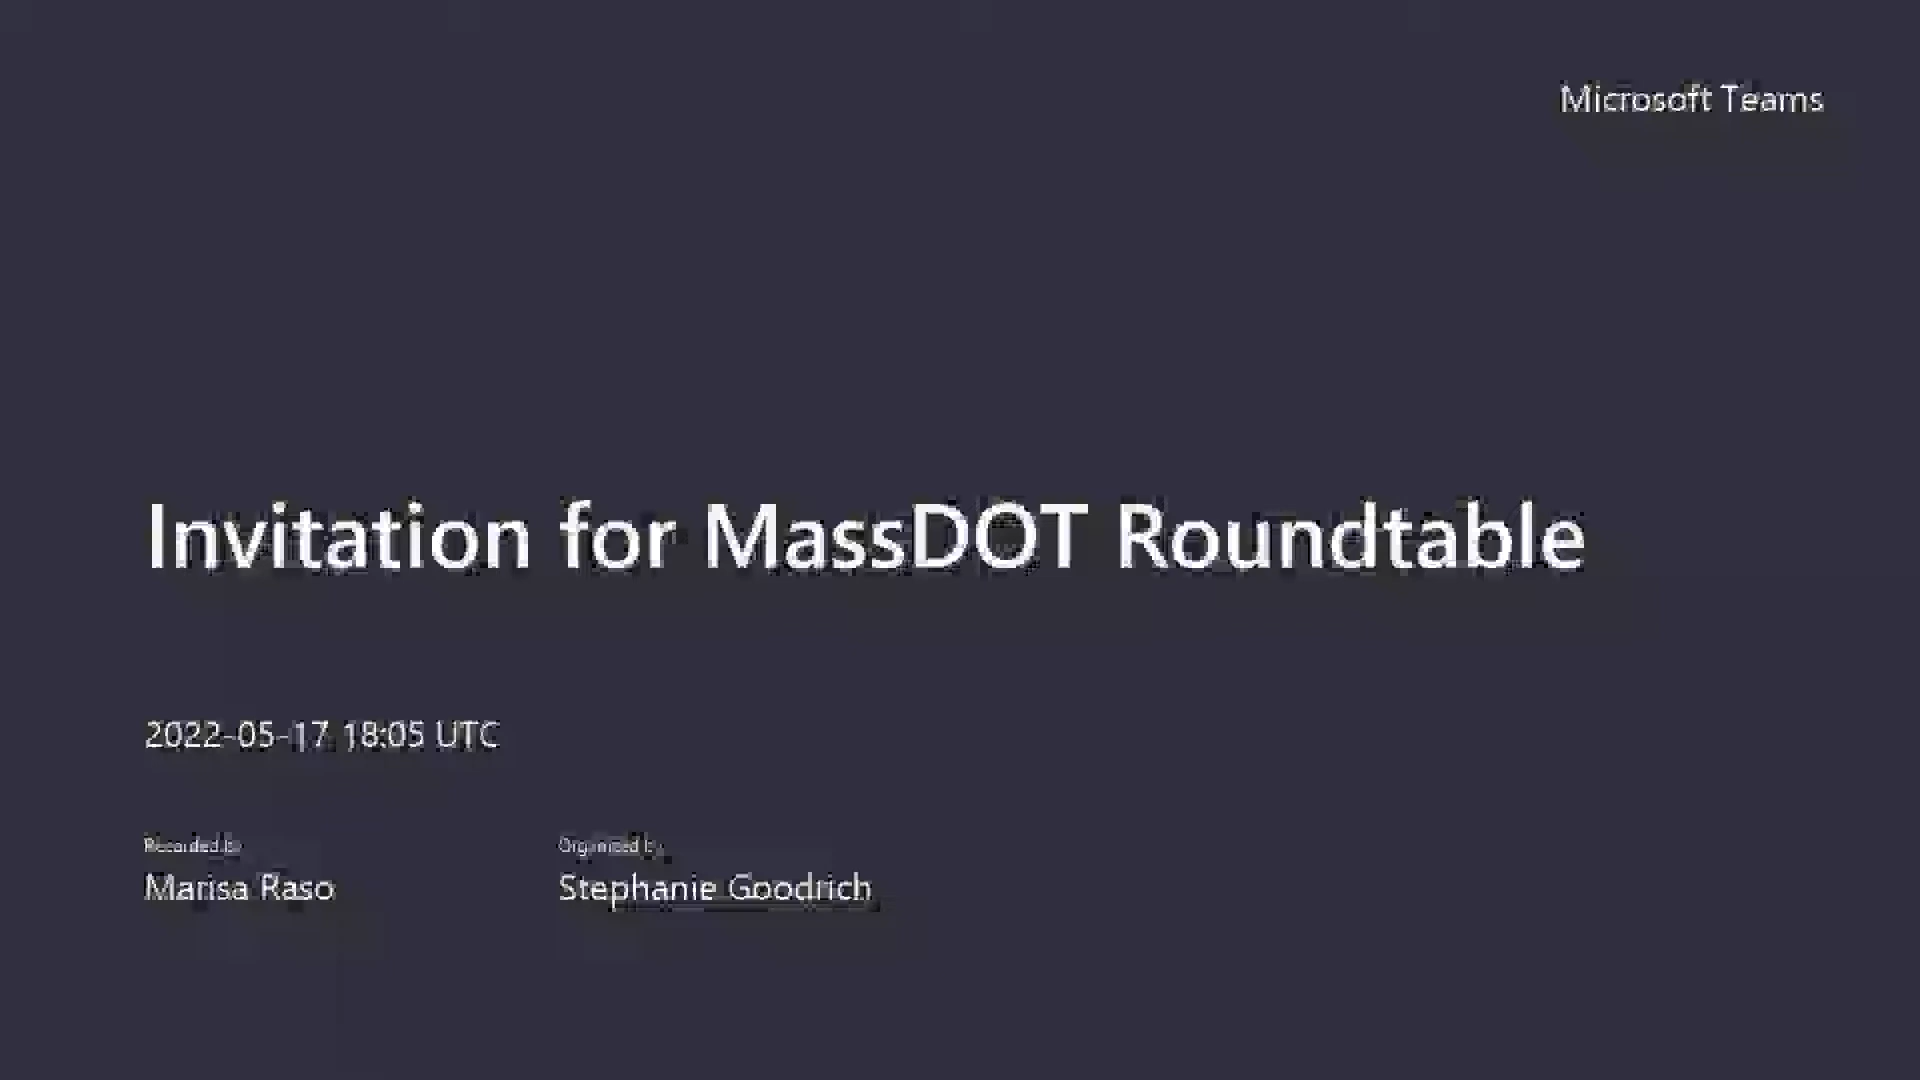 Microsoft Teams
Invitation for MassDOT Roundtable
2022-05-17 18:05 UTC
Recorded by
Organized by
Marisa Raso
Stephanie Goodrich